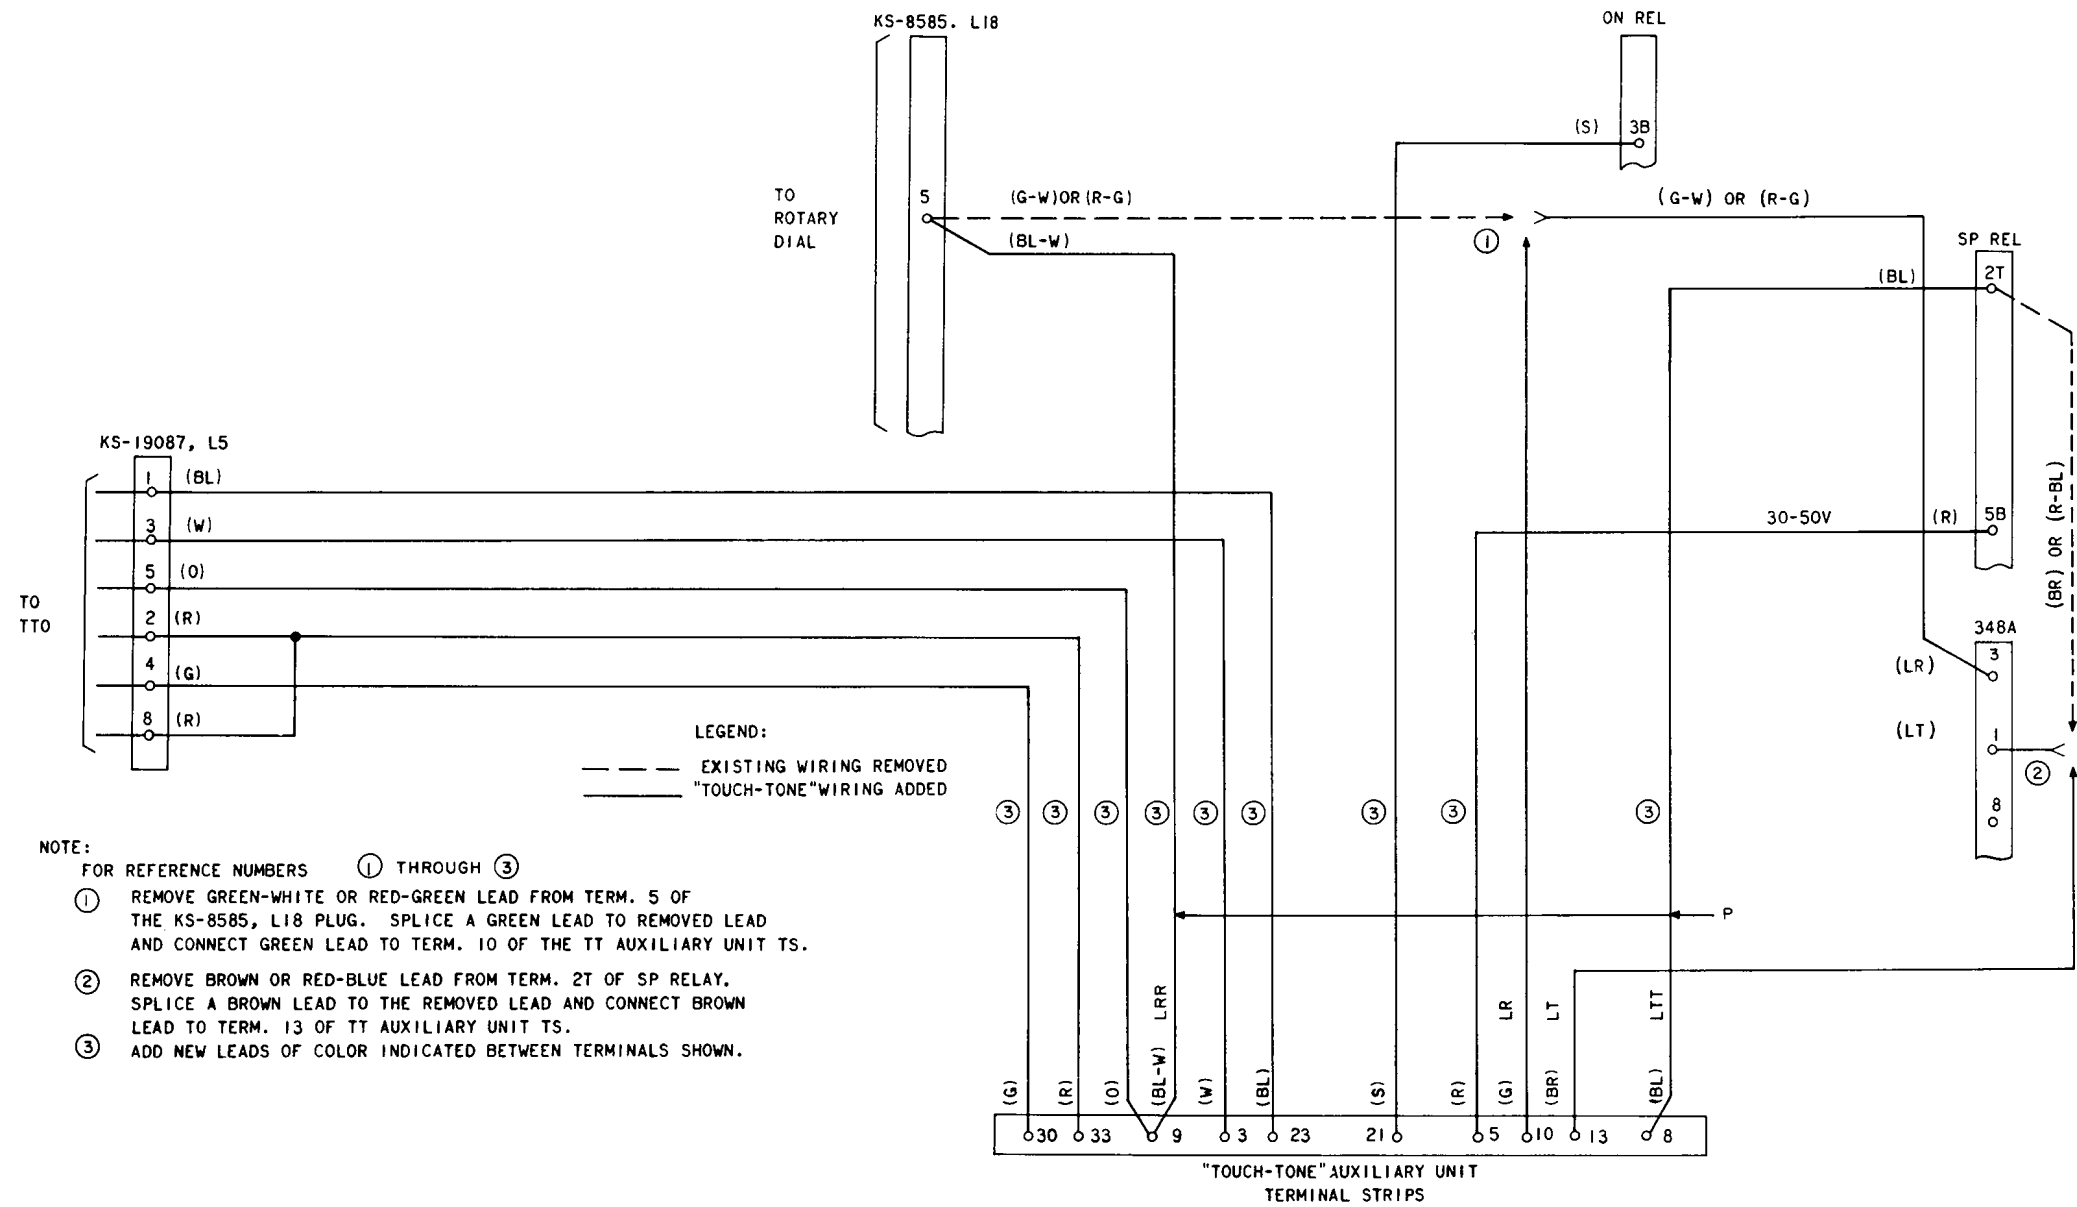 KS-8585. L18
ON REL
(S)
3B
TO
ROTARY
DIAL
5
(G-W)OR(R-G)
(BL-W)
1
(G-W) OR (R-G)
SP REL
(BL)
2T
30-50V
(R)
5B
(BR) OR (R-BL)
348A
3
(LR)
(LT)
1
2
8
KS-19087, L5
1 (BL)
3 (W)
5 (O)
2 (R)
4
(G)
8 (R)
TO
TTO
LEGEND:
EXISTING WIRING REMOVED
"TOUCH-TONE" WIRING ADDED
3 3 3 3 3 3 3 3 3
NOTE:
FOR REFERENCE NUMBERS 1 THROUGH 3
1 REMOVE GREEN-WHITE OR RED-GREEN LEAD FROM TERM. 5 OF
THE KS-8585, L18 PLUG. SPLICE A GREEN LEAD TO REMOVED LEAD
AND CONNECT GREEN LEAD TO TERM. 10 OF THE TT AUXILIARY UNIT TS.
2 REMOVE BROWN OR RED-BLUE LEAD FROM TERM. 2T OF SP RELAY.
SPLICE A BROWN LEAD TO THE REMOVED LEAD AND CONNECT BROWN
LEAD TO TERM. 13 OF TT AUXILIARY UNIT TS.
3 ADD NEW LEADS OF COLOR INDICATED BETWEEN TERMINALS SHOWN.
P
LRR LR LT LTT
(G) (R) (O) (BL-W) (W) (BL) (S) (R) (G) (BR) (BL)
30 33 9 3 23 21 5 10 13 8
"TOUCH-TONE" AUXILIARY UNIT
TERMINAL STRIPS